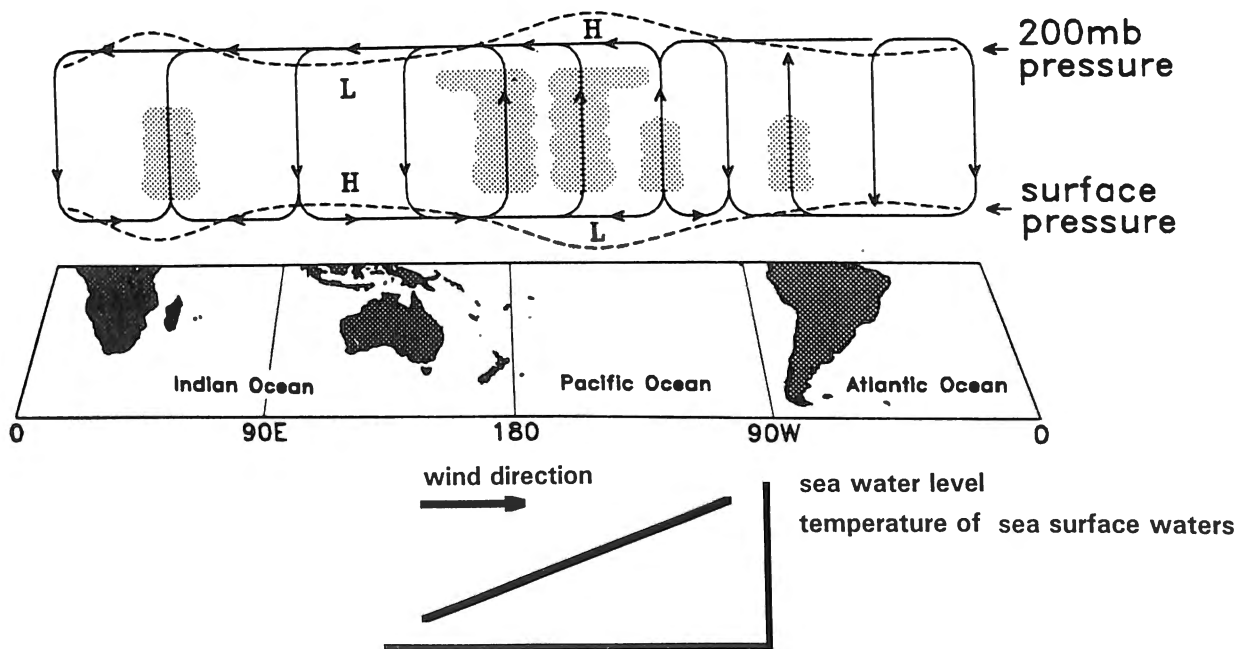 H
200mb
pressure
L
H
surface
pressure
L
Indian Ocean
Pacific Ocean
Atlantic Ocean
0
90E
180
90W
0
wind direction
sea water level
temperature of sea surface waters